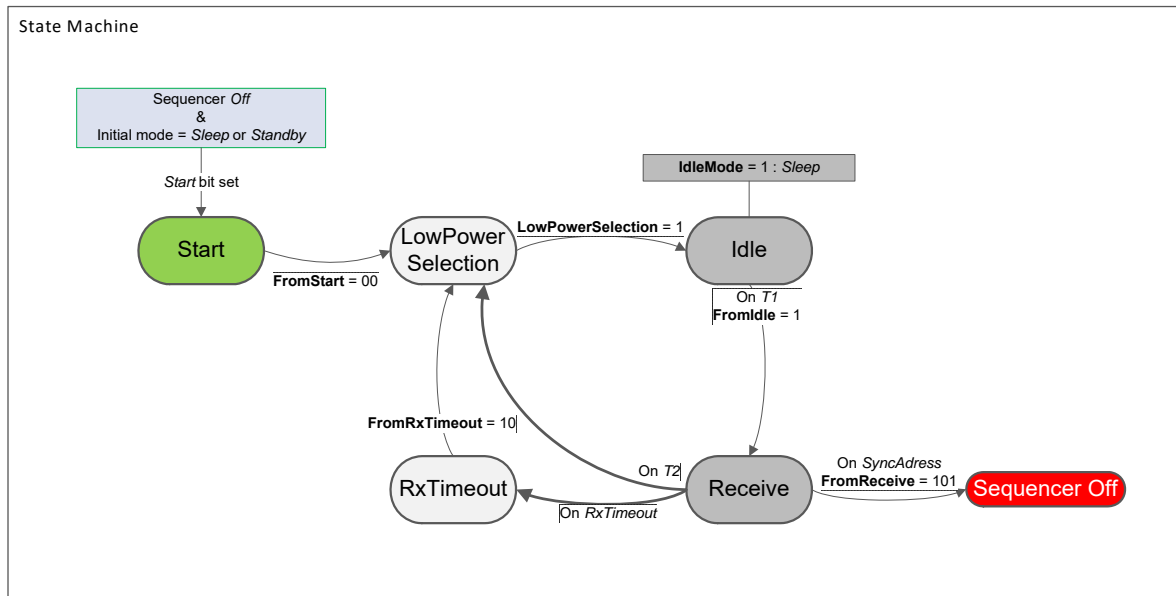 State Machine
Sequencer Off
&
Initial mode = Sleep or Standby
IdleMode = 1 : Sleep
Start bit set
Start
LowPower
Selection
LowPowerSelection = 1
Idle
FromStart = 00
On T1
FromIdle = 1
FromRxTimeout = 10
On T2
On SyncAdress
FromReceive = 101
RxTimeout
Receive
Sequencer Off
On RxTimeout